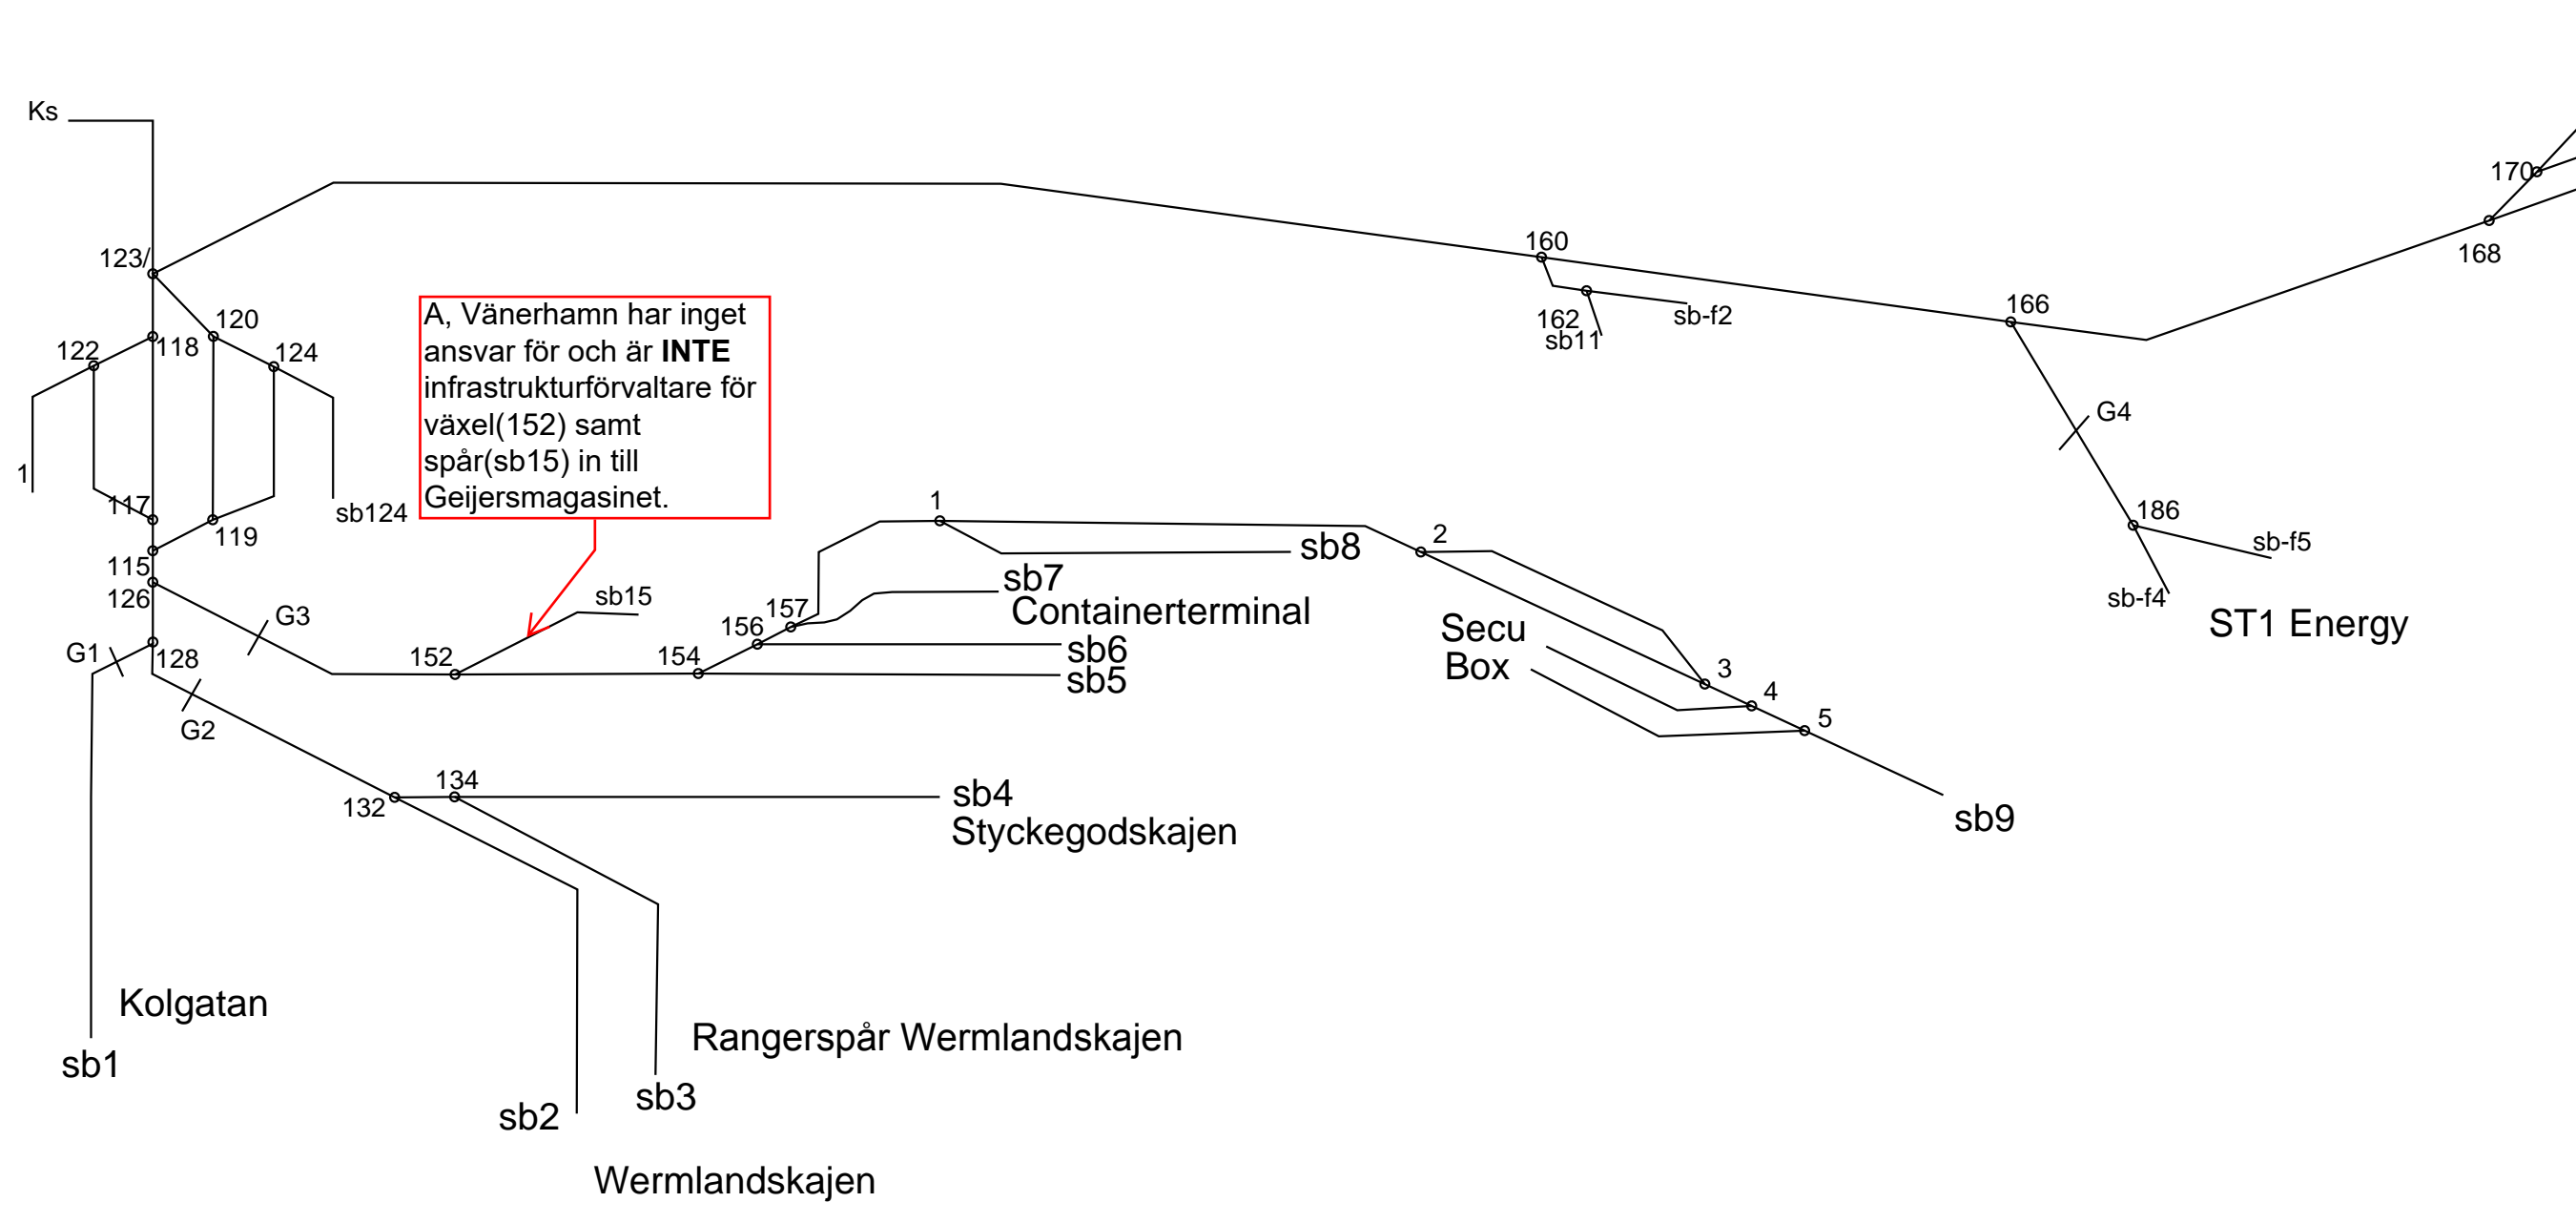 Ks
123/
118
120
122
124
1
117
119
sb124
115
126
G3
G1
128
G2
A, Vänerhamn har inget
ansvar för och är INTE
infrastrukturförvaltare för
växel(152) samt
spår(sb15) in till
Geijersmagasinet.
sb15
152
154
156
157
1
sb8
sb7
Containerterminal
sb6
sb5
2
Secu
Box
3
4
5
sb9
132
134
sb4
Styckegodskajen
Kolgatan
sb1
Rangerspår Wermlandskajen
sb3
sb2
Wermlandskajen
160
162
sb11
sb-f2
166
G4
186
sb-f5
sb-f4
ST1 Energy
168
170